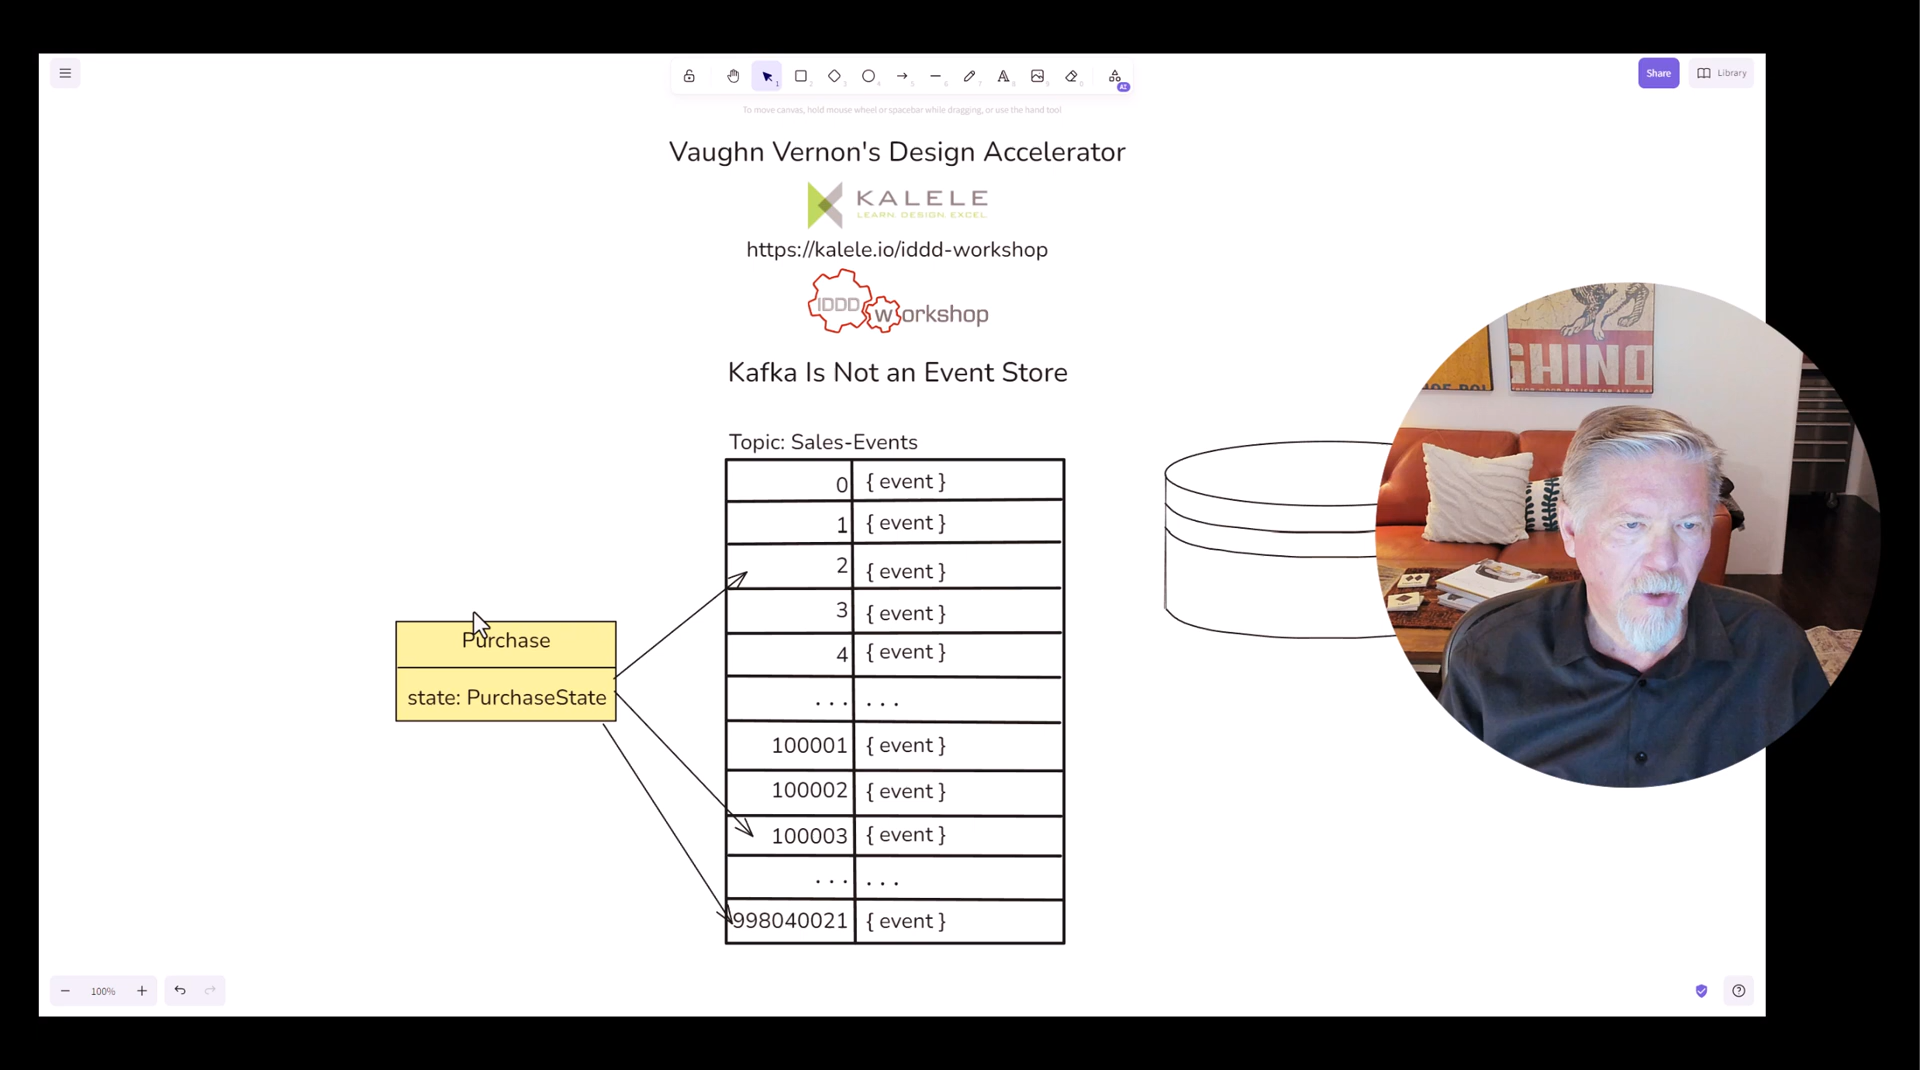 Share
Library
To move canvas, hold mouse wheel or spacebar while dragging, or use the hand tool
Vaughn Vernon's Design Accelerator
KALELE
LEARN. DESIGN. EXCEL
https://kalele.io/iddd-workshop
IDDD Workshop
Kafka Is Not an Event Store
Topic: Sales-Events
0 { event }
1 { event }
2 { event }
3 { event }
4 { event }
... ...
100001 { event }
100002 { event }
100003 { event }
... ...
998040021 { event }
Purchase
state: PurchaseState
GHINO
100%